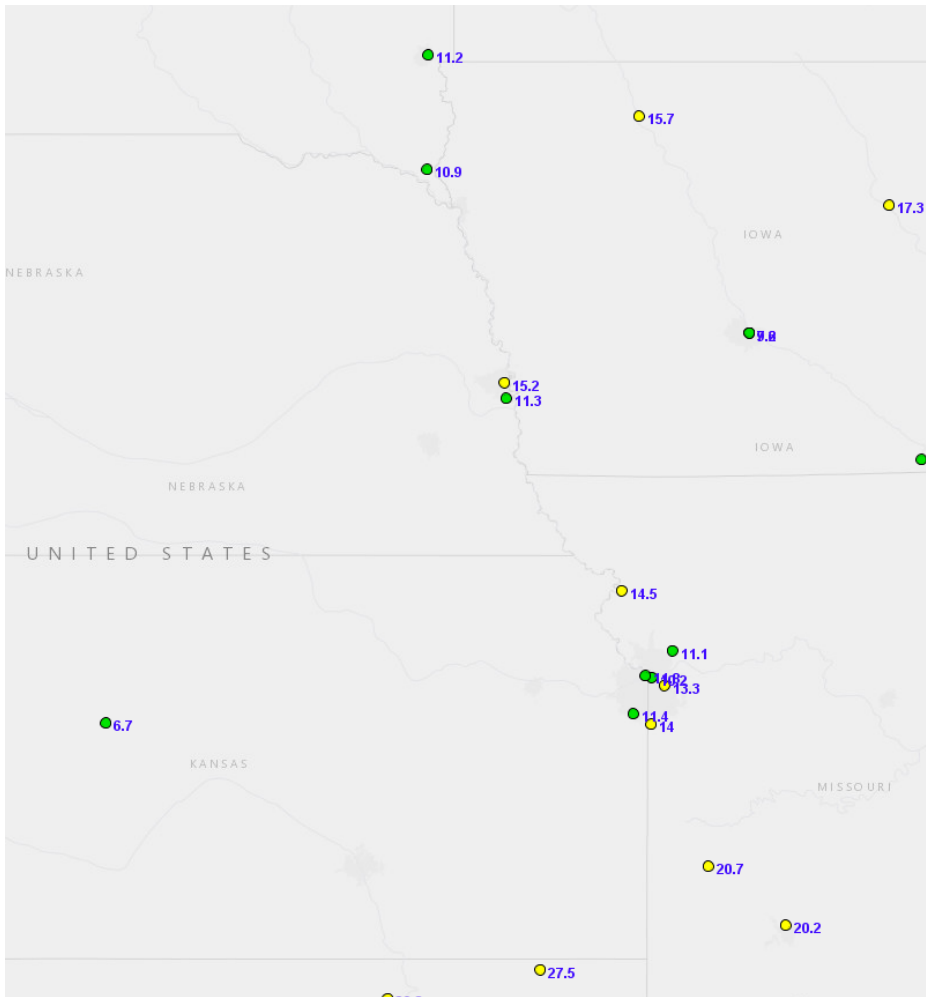 11.2
15.7
10.9
17.3
IOWA
NEBRASKA
15.2
11.3
IOWA
NEBRASKA
UNITED STATES
14.5
11.1
13.3
11.4
14
6.7
KANSAS
MISSOURI
20.7
20.2
27.5